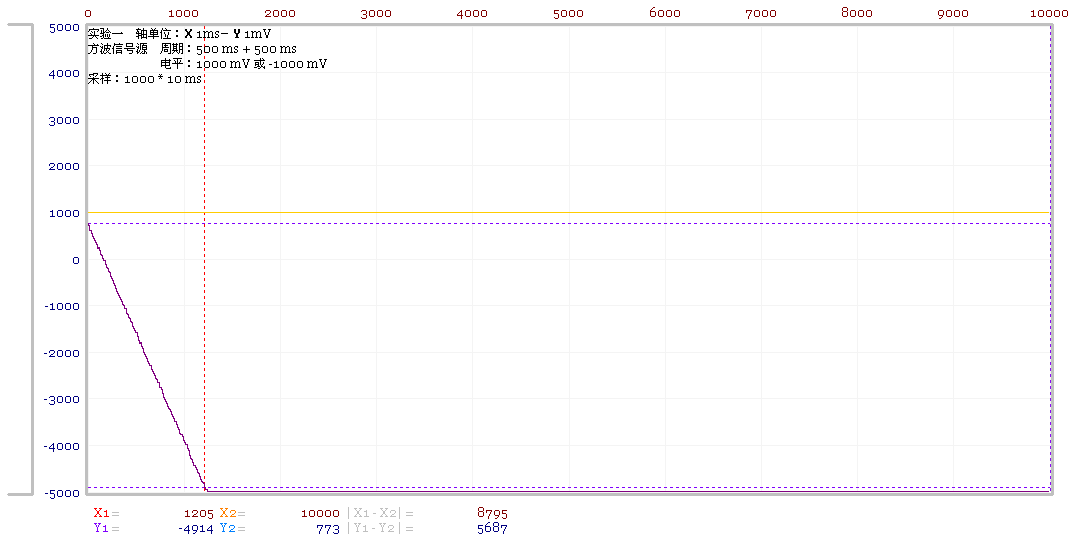 0 1000 2000 3000 4000 5000 6000 7000 8000 9000 10000
5000
实验一 轴单位：X 1ms— Y 1mV
方波信号源 周期：500 ms + 500 ms
电平：1000 mV 或 -1000 mV
4000
采样：1000 * 10 ms
3000
2000
1000
0
-1000
-2000
-3000
-4000
-5000
X1= 1205 X2= 10000 |X1-X2|= 8795
Y1= -4914 Y2= 773 |Y1-Y2|= 5687